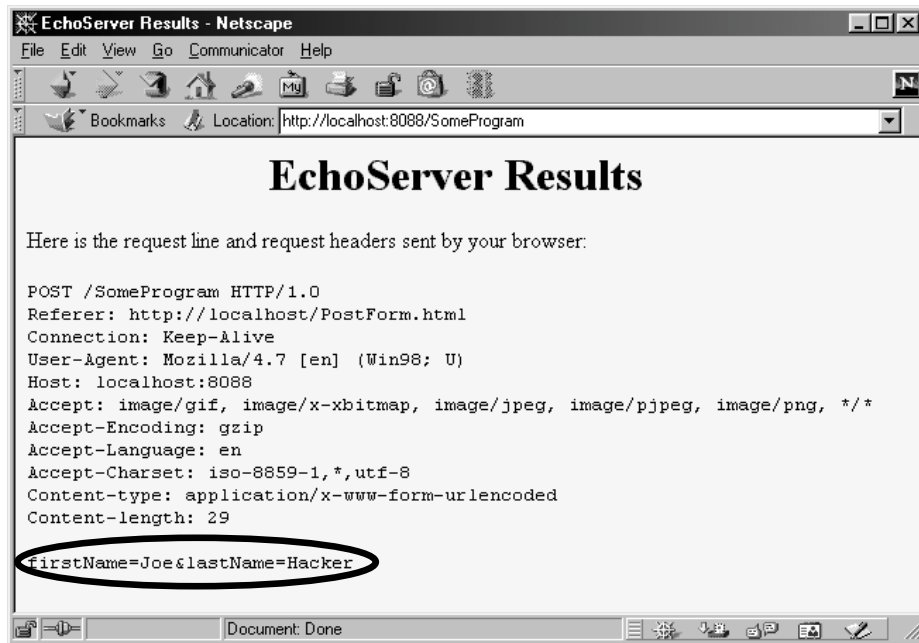 EchoServer Results - Netscape
File Edit View Go Communicator Help
My
N
Bookmarks Location: http://localhost:8088/SomeProgram
EchoServer Results
Here is the request line and request headers sent by your browser:
POST /SomeProgram HTTP/1.0
Referer: http://localhost/PostForm.html
Connection: Keep-Alive
User-Agent: Mozilla/4.7 [en] (Win98; U)
Host: localhost:8088
Accept: image/gif, image/x-xbitmap, image/jpeg, image/pjpeg, image/png, */*
Accept-Encoding: gzip
Accept-Language: en
Accept-Charset: iso-8859-1,*,utf-8
Content-type: application/x-www-form-urlencoded
Content-length: 29
firstName=Joe&lastName=Hacker
Document: Done